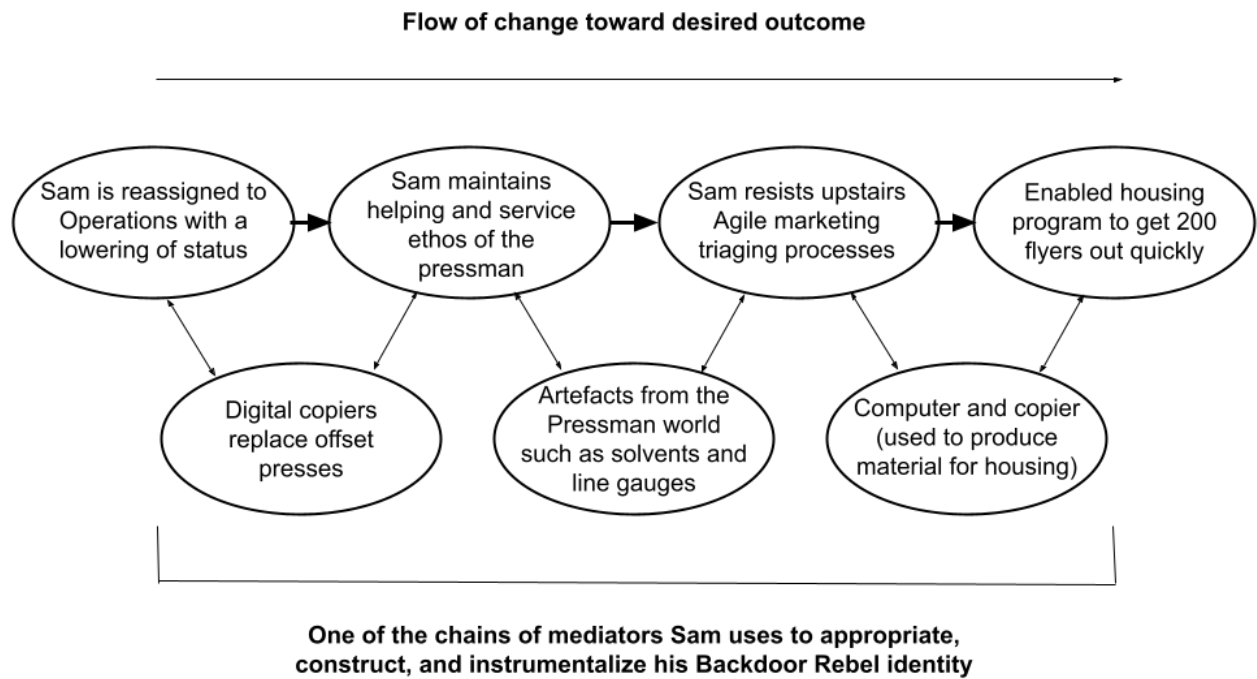 Flow of change toward desired outcome
Sam is reassigned to
Operations with a
lowering of status
Sam maintains
helping and service
ethos of the
pressman
Sam resists upstairs
Agile marketing
triaging processes
Enabled housing
program to get 200
flyers out quickly
Digital copiers
replace offset
presses
Artefacts from the
Pressman world
such as solvents and
line gauges
Computer and copier
(used to produce
material for housing)
One of the chains of mediators Sam uses to appropriate,
construct, and instrumentalize his Backdoor Rebel identity